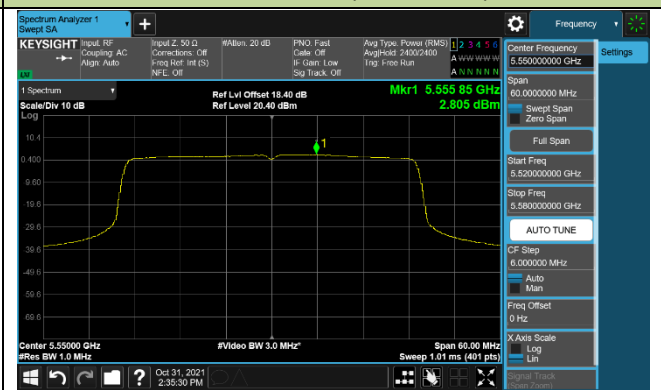 Spectrum Analyzer 1
Swept SA
+
Frequency
KEYSIGHT
Input: RF
Coupling: AC
Align: Auto
Input Z: 50 Ω
Corrections: Off
Freq Ref: Int (S)
NFE: Off
#Atten: 20 dB
PNO: Fast
Gate: Off
IF Gain: Low
Sig Track: Off
Avg Type: Power (RMS)
Avg|Hold: 2400/2400
Trig: Free Run
1 2 3 4 5 6
A W W W W W
A N N N N N
Center Frequency
5.550000000 GHz
Settings
Span
60.0000000 MHz
Swept Span
Zero Span
Full Span
Start Freq
5.520000000 GHz
Stop Freq
5.580000000 GHz
AUTO TUNE
CF Step
6.000000 MHz
Auto
Man
Freq Offset
0 Hz
X Axis Scale
Log
Lin
Signal Track
(Span Zoom)
1 Spectrum
Scale/Div 10 dB
Log
Ref Lvl Offset 18.40 dB
Ref Level 20.40 dBm
Mkr1 5.555 85 GHz
2.805 dBm
1
10.4
0.400
-9.60
-19.6
-29.6
-39.6
-49.6
-59.6
-69.6
Center 5.55000 GHz
#Res BW 1.0 MHz
#Video BW 3.0 MHz*
Span 60.00 MHz
Sweep 1.01 ms (401 pts)
?
Oct 31, 2021
2:35:30 PM